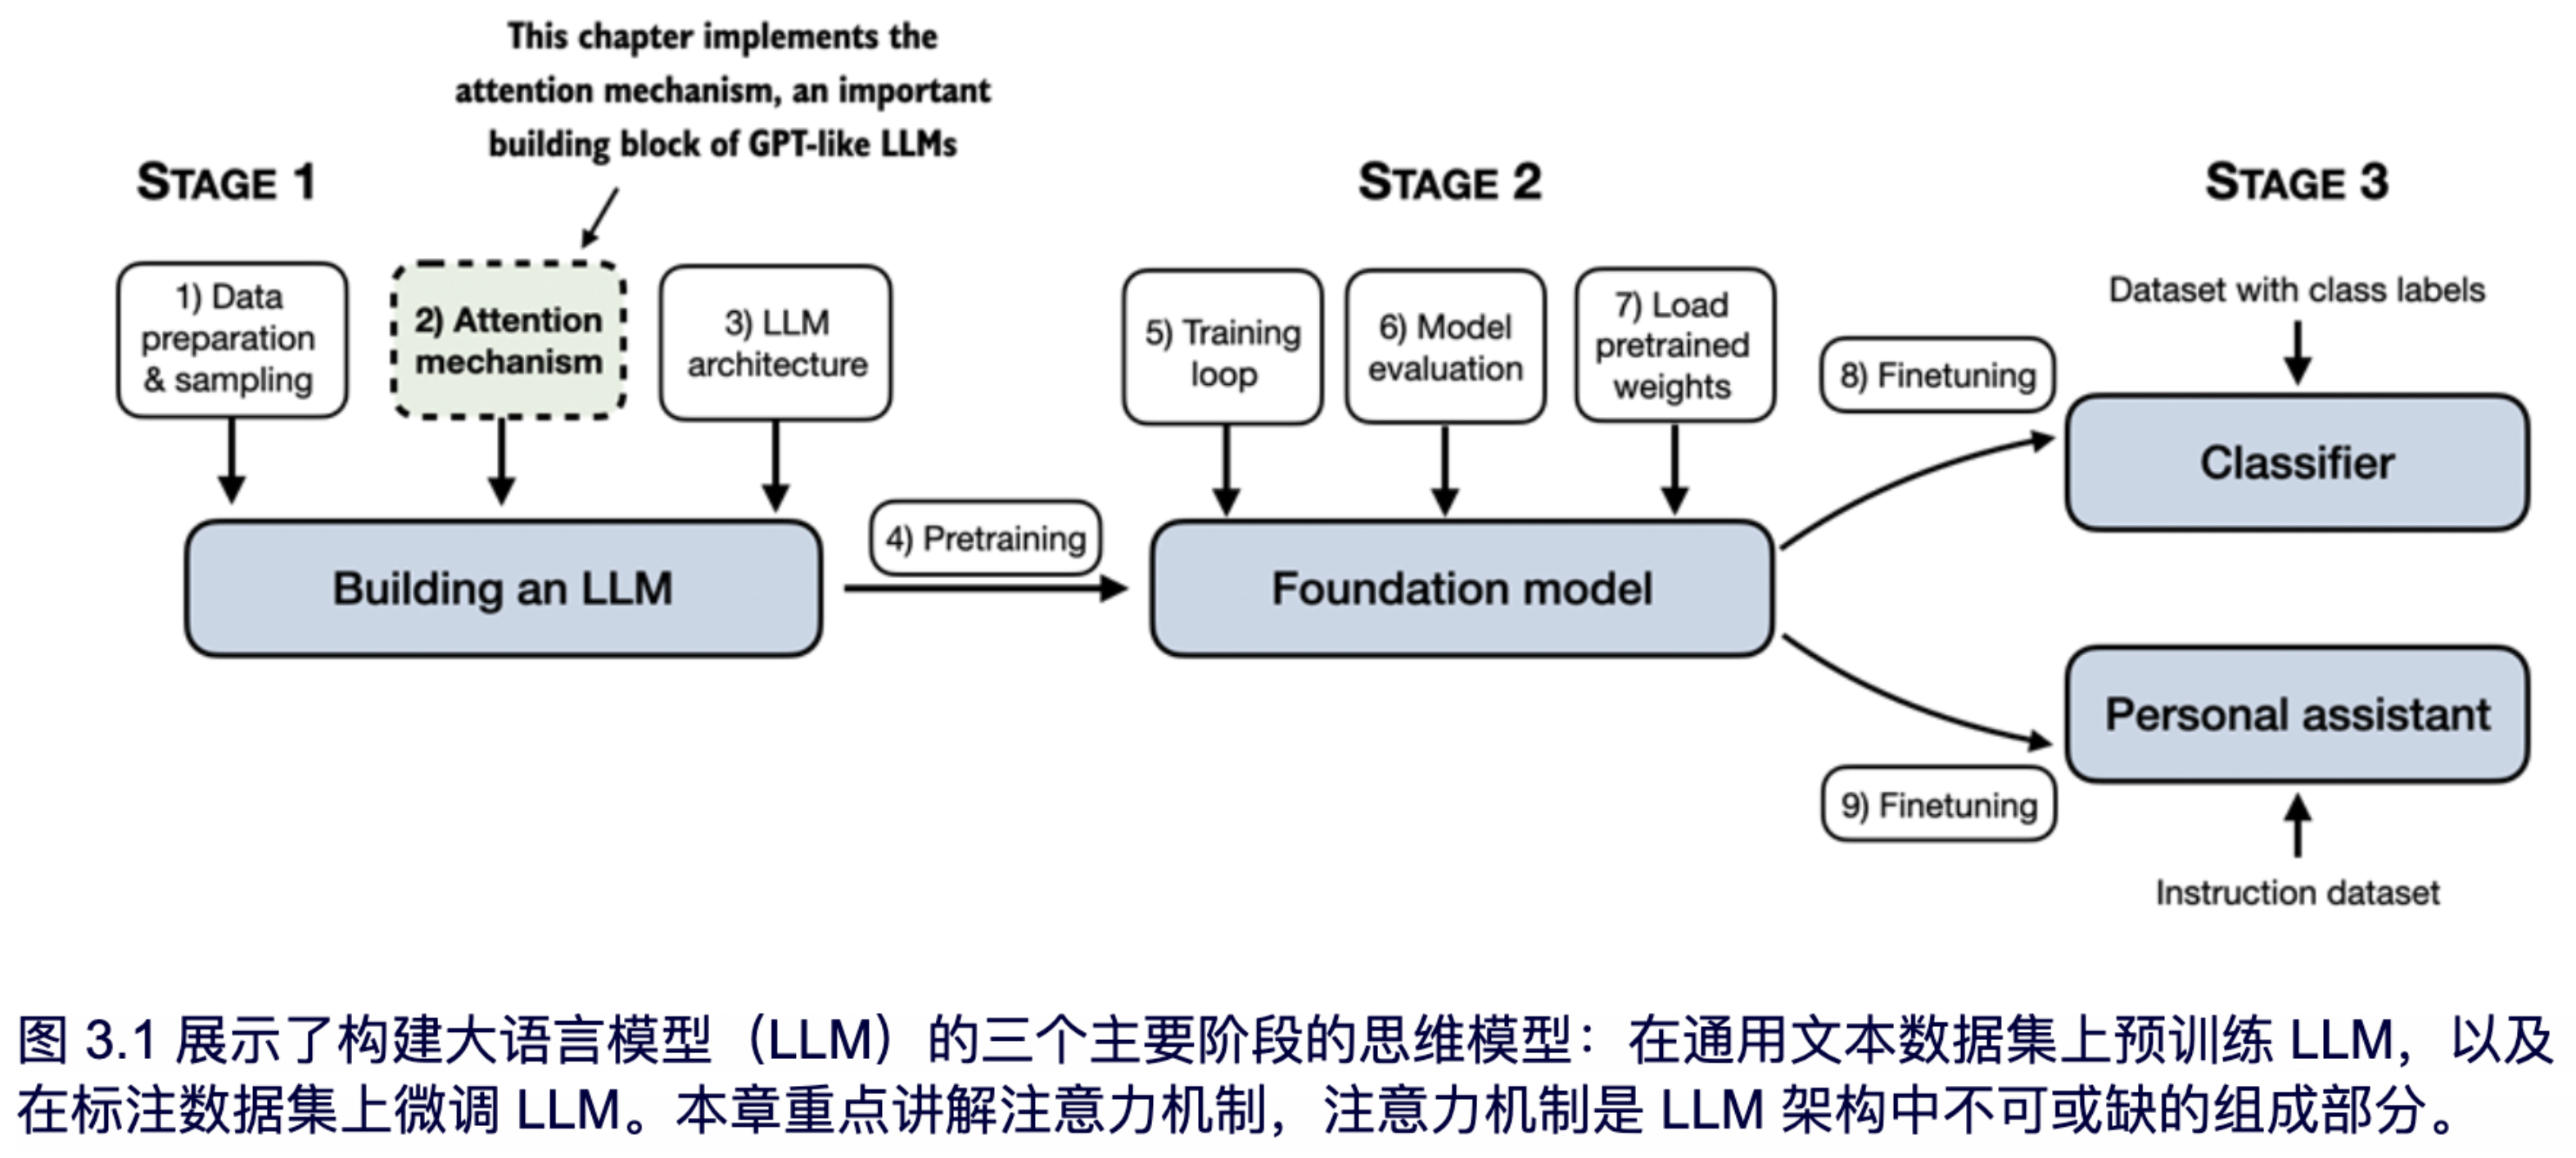 This chapter implements the
attention mechanism, an important
building block of GPT-like LLMs
STAGE 1
STAGE 2
STAGE 3
1) Data
preparation
& sampling
2) Attention
mechanism
3) LLM
architecture
Building an LLM
4) Pretraining
5) Training
loop
6) Model
evaluation
7) Load
pretrained
weights
Foundation model
8) Finetuning
Dataset with class labels
Classifier
Personal assistant
9) Finetuning
Instruction dataset
图 3.1 展示了构建大语言模型（LLM）的三个主要阶段的思维模型：在通用文本数据集上预训练 LLM，以及
在标注数据集上微调 LLM。本章重点讲解注意力机制，注意力机制是 LLM 架构中不可或缺的组成部分。